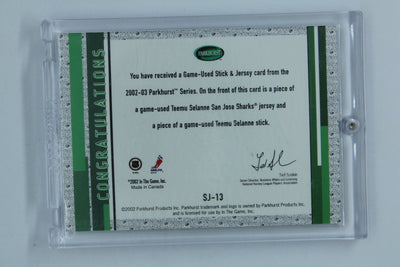 CONGRATULATIONS
PARKHURST
You have received a Game-Used Stick & Jersey card from the
2002-03 Parkhurst™ Series. On the front of this card is a piece of
a game-used Teemu Selanne San Jose Sharks® jersey and
a piece of a game-used Teemu Selanne stick.
©2002 In The Game, Inc.
Made in Canada
SJ-13
©2002 Parkhurst Products Inc. Parkhurst trademark and logo is owned by Parkhurst Products Inc.
and is licensed for use by In The Game, Inc.